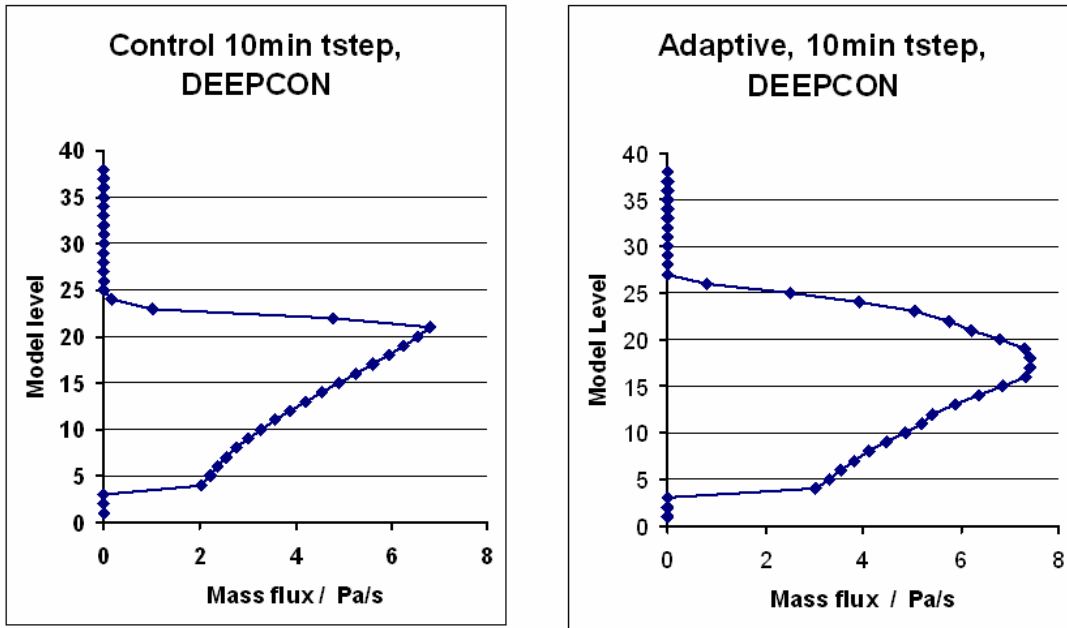 Control 10min tstep,
DEEPCON
40
35
30
25
20
15
10
5
0
Model level
0 2 4 6 8
Mass flux / Pa/s
Adaptive, 10min tstep,
DEEPCON
40
35
30
25
20
15
10
5
0
Model Level
0 2 4 6 8
Mass flux / Pa/s